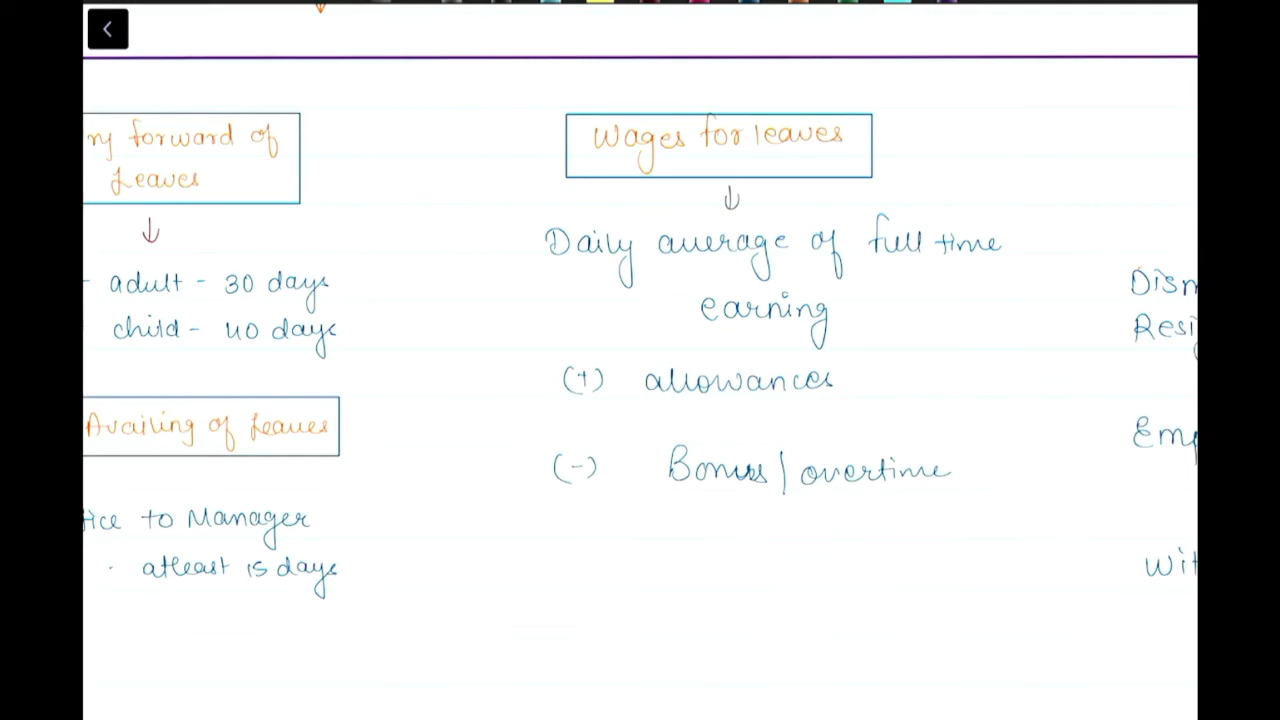 ry forward of
Leaves
↓
- adult - 30 days
child - 40 days
Availing of Leaves
tice to Manager
atleast 15 days
Wages for leaves
↓
Daily average of full time
earning
(+) allowances
(-) Bonus / overtime
Dism
Resi
Emp
Wit